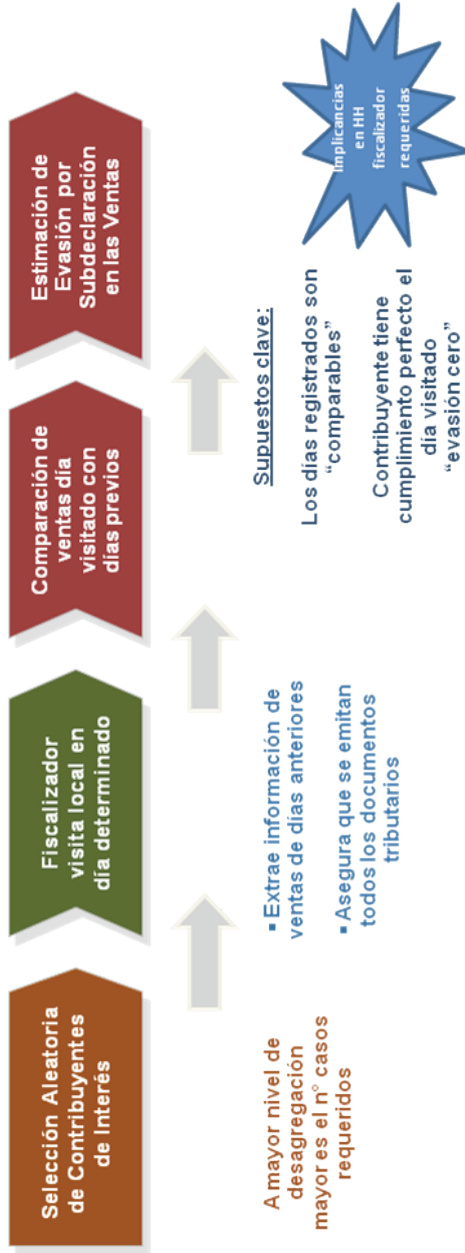 Selección Aleatoria
de Contribuyentes
de Interés
Fiscalizador
visita local en
día determinado
Comparación de
ventas día
visitado con
días previos
Estimación de
Evasión por
Subdeclaración
en las Ventas
A mayor nivel de
desagregación
mayor es el n° casos
requeridos
▪ Extrae información de
ventas de días anteriores
▪ Asegura que se emitan
todos los documentos
tributarios
Supuestos clave:
Los días registrados son
“comparables”
Contribuyente tiene
cumplimiento perfecto el
día visitado
“evasión cero”
Implicancias
en HH
fiscalizador
requeridas